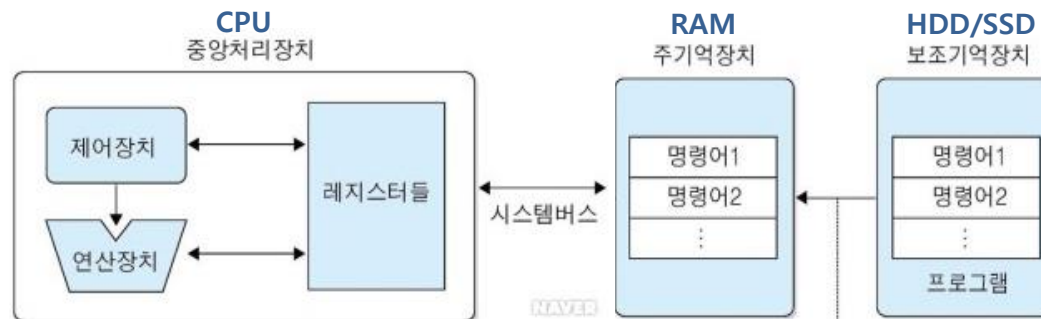 CPU
중앙처리장치
제어장치
연산장치
레지스터들
시스템버스
RAM
주기억장치
명령어1
명령어2
⋮
HDD/SSD
보조기억장치
명령어1
명령어2
⋮
프로그램
NAVER